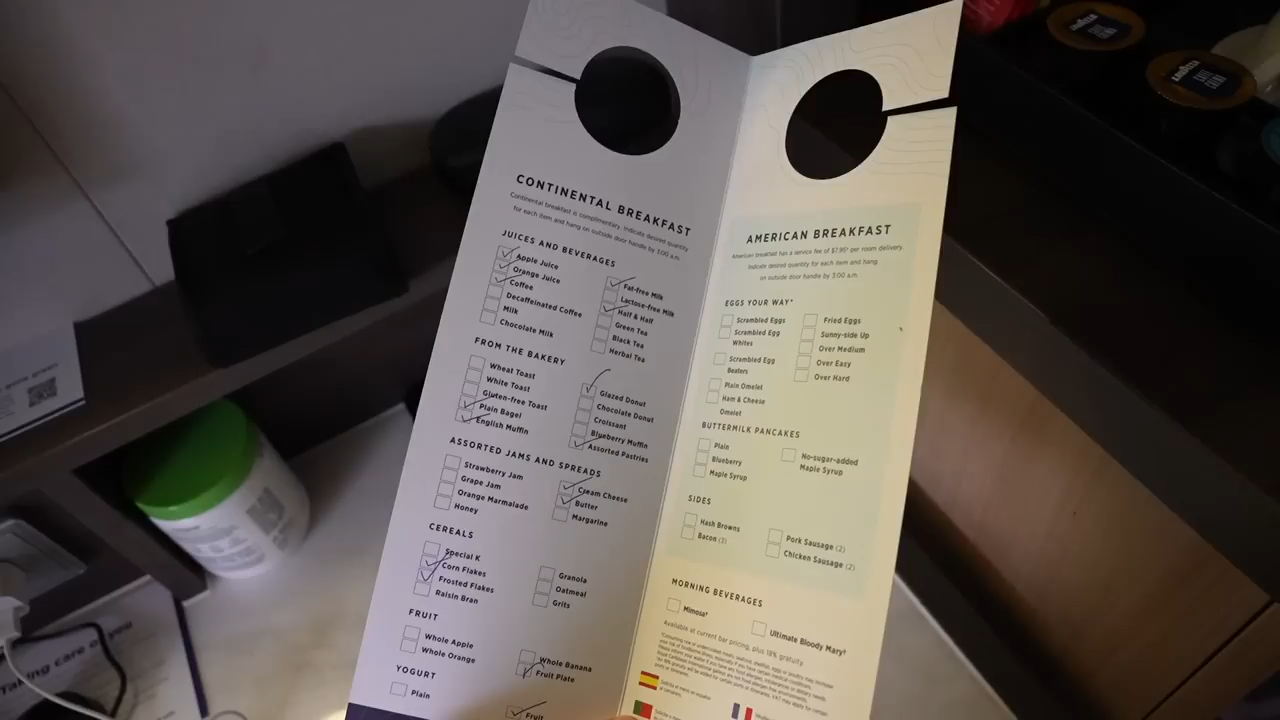 CONTINENTAL BREAKFAST
Continental breakfast is complimentary. Indicate desired quantity
for each item and hang on outside door handle by 3:00 a.m.
JUICES AND BEVERAGES
Apple Juice
Orange Juice
Coffee
Decaffeinated Coffee
Milk
Chocolate Milk
Fat-free Milk
Lactose-free Milk
Half & Half
Green Tea
Black Tea
Herbal Tea
FROM THE BAKERY
Wheat Toast
White Toast
Gluten-free Toast
Plain Bagel
English Muffin
Glazed Donut
Chocolate Donut
Croissant
Blueberry Muffin
Assorted Pastries
ASSORTED JAMS AND SPREADS
Strawberry Jam
Grape Jam
Orange Marmalade
Honey
Cream Cheese
Butter
Margarine
CEREALS
Special K
Corn Flakes
Frosted Flakes
Raisin Bran
Granola
Oatmeal
Grits
FRUIT
Whole Apple
Whole Orange
Whole Banana
Fruit Plate
YOGURT
Plain
Fruit
AMERICAN BREAKFAST
American breakfast has a service fee of $7.95* per room delivery.
Indicate desired quantity for each item and hang
on outside door handle by 3:00 a.m.
EGGS YOUR WAY*
Scrambled Eggs
Scrambled Egg
Whites
Scrambled Egg
Beaters
Plain Omelet
Ham & Cheese
Omelet
Fried Eggs
Sunny-side Up
Over Medium
Over Easy
Over Hard
BUTTERMILK PANCAKES
Plain
Blueberry
Maple Syrup
No-sugar-added
Maple Syrup
SIDES
Hash Browns
Bacon (3)
Pork Sausage (2)
Chicken Sausage (2)
MORNING BEVERAGES
Mimosa†
Ultimate Bloody Mary†
Available at current bar pricing, plus 18% gratuity.
LAVAZZA
LAVAZZA
Taking care of you